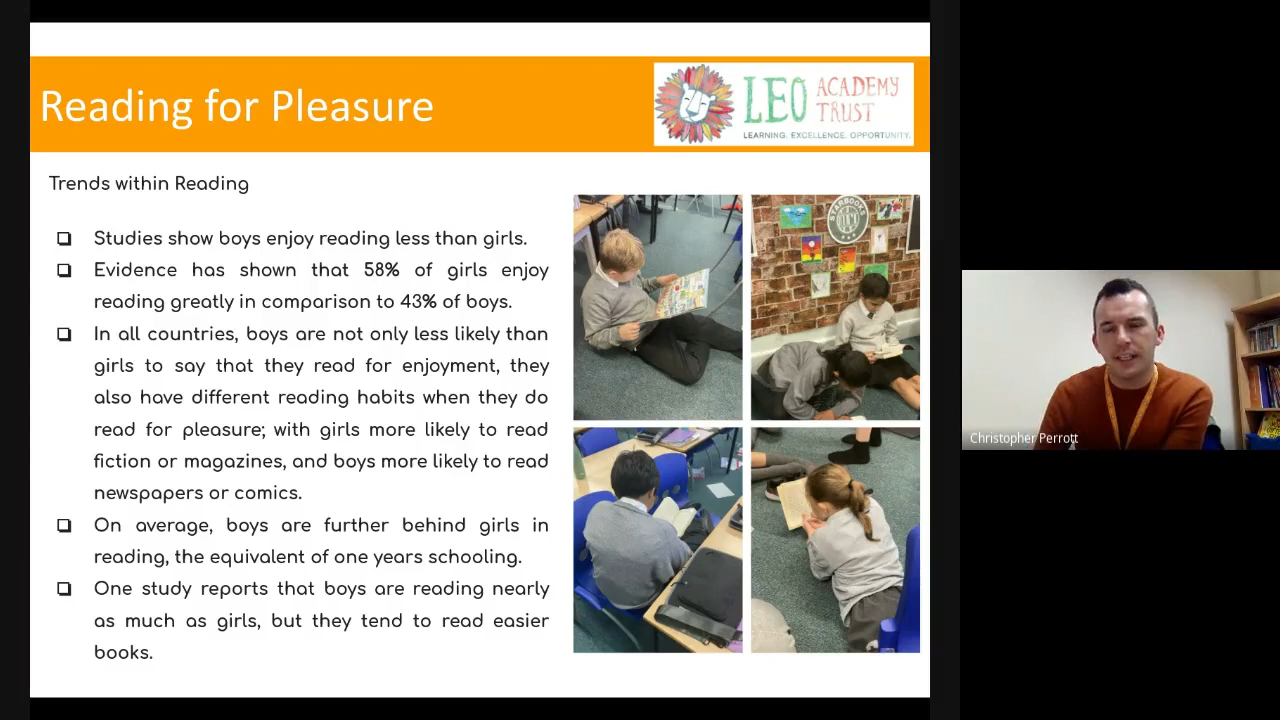 Reading for Pleasure
LEO ACADEMY
TRUST
LEARNING. EXCELLENCE. OPPORTUNITY.
Trends within Reading
Studies show boys enjoy reading less than girls.
Evidence has shown that 58% of girls enjoy
reading greatly in comparison to 43% of boys.
In all countries, boys are not only less likely than
girls to say that they read for enjoyment, they
also have different reading habits when they do
read for pleasure; with girls more likely to read
fiction or magazines, and boys more likely to read
newspapers or comics.
On average, boys are further behind girls in
reading, the equivalent of one years schooling.
One study reports that boys are reading nearly
as much as girls, but they tend to read easier
books.
STARBOOKS
Christopher Perrott